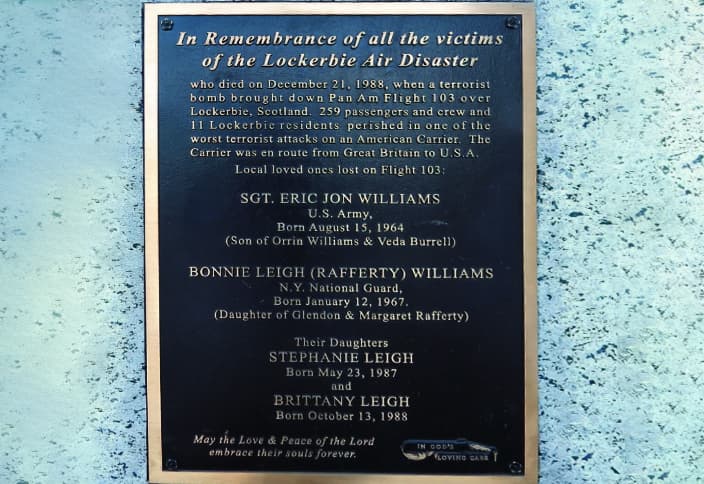 In Remembrance of all the victims
of the Lockerbie Air Disaster
who died on December 21, 1988, when a terrorist
bomb brought down Pan Am Flight 103 over
Lockerbie, Scotland. 259 passengers and crew and
11 Lockerbie residents perished in one of the
worst terrorist attacks on an American Carrier. The
Carrier was en route from Great Britain to U.S.A.
Local loved ones lost on Flight 103:
SGT. ERIC JON WILLIAMS
U.S. Army,
Born August 15, 1964
(Son of Orrin Williams & Veda Burrell)
BONNIE LEIGH (RAFFERTY) WILLIAMS
N.Y. National Guard,
Born January 12, 1967.
(Daughter of Glendon & Margaret Rafferty)
Their Daughters
STEPHANIE LEIGH
Born May 23, 1987
and
BRITTANY LEIGH
Born October 13, 1988
May the Love & Peace of the Lord
embrace their souls forever.
IN GOD'S
LOVING CARE